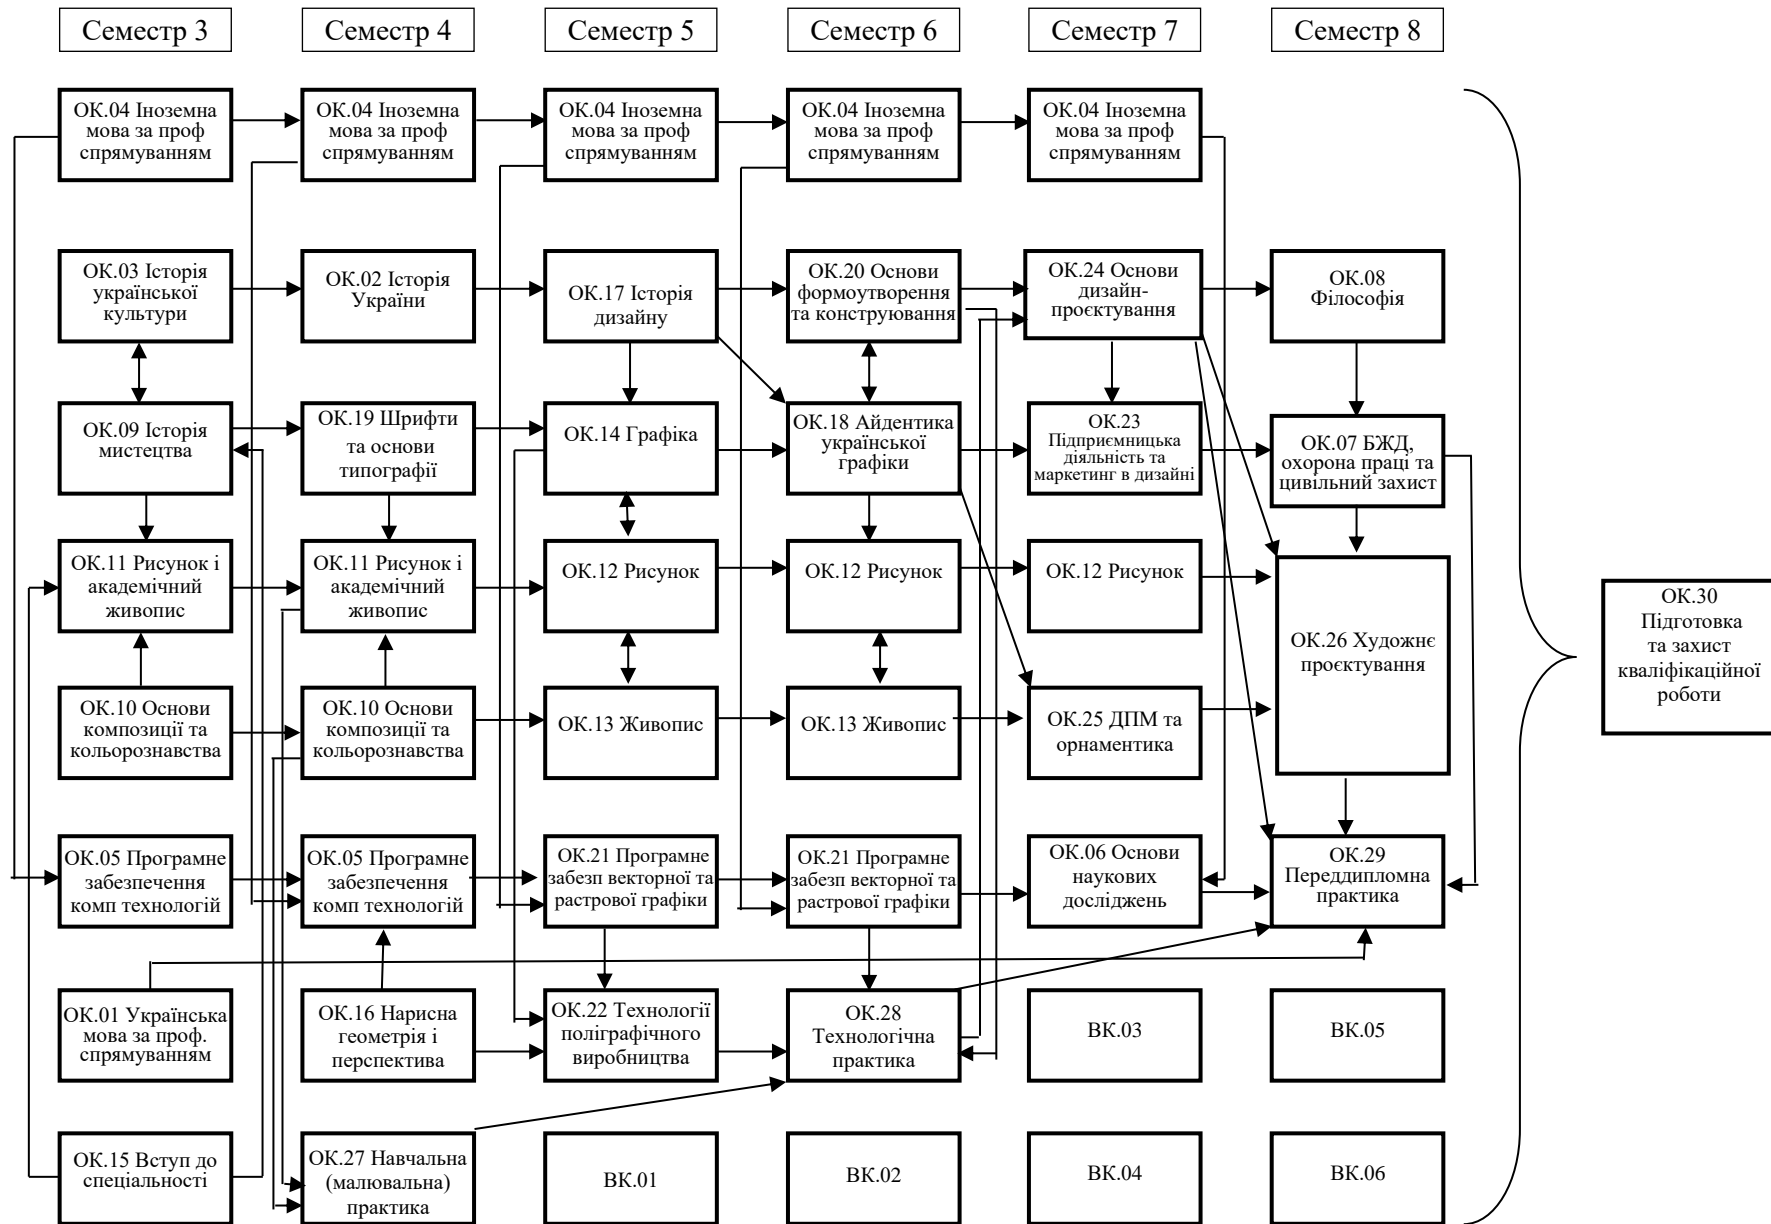 Семестр 3
Семестр 4
Семестр 5
Семестр 6
Семестр 7
Семестр 8
ОК.04 Іноземна
мова за проф
спрямуванням
ОК.04 Іноземна
мова за проф
спрямуванням
ОК.04 Іноземна
мова за проф
спрямуванням
ОК.04 Іноземна
мова за проф
спрямуванням
ОК.04 Іноземна
мова за проф
спрямуванням
ОК.03 Історія
української
культури
ОК.02 Історія
України
ОК.17 Історія
дизайну
ОК.20 Основи
формоутворення
та конструювання
ОК.24 Основи
дизайн-
проєктування
ОК.08
Філософія
ОК.09 Історія
мистецтва
ОК.19 Шрифти
та основи
типографії
ОК.14 Графіка
ОК.18 Айдентика
української
графіки
ОК.23
Підприємницька
діяльність та
маркетинг в дизайні
ОК.07 БЖД,
охорона праці та
цивільний захист
ОК.11 Рисунок і
академічний
живопис
ОК.11 Рисунок і
академічний
живопис
ОК.12 Рисунок
ОК.12 Рисунок
ОК.12 Рисунок
ОК.26 Художнє
проєктування
ОК.30
Підготовка
та захист
кваліфікаційної
роботи
ОК.10 Основи
композиції та
кольорознавства
ОК.10 Основи
композиції та
кольорознавства
ОК.13 Живопис
ОК.13 Живопис
ОК.25 ДПМ та
орнаментика
ОК.05 Програмне
забезпечення
комп технологій
ОК.05 Програмне
забезпечення
комп технологій
ОК.21 Програмне
забезп векторної та
растрової графіки
ОК.21 Програмне
забезп векторної та
растрової графіки
ОК.06 Основи
наукових
досліджень
ОК.29
Переддипломна
практика
ОК.01 Українська
мова за проф.
спрямуванням
ОК.16 Нарисна
геометрія і
перспектива
ОК.22 Технології
поліграфічного
виробництва
ОК.28
Технологічна
практика
ВК.03
ВК.05
ОК.15 Вступ до
спеціальності
ОК.27 Навчальна
(малювальна)
практика
ВК.01
ВК.02
ВК.04
ВК.06